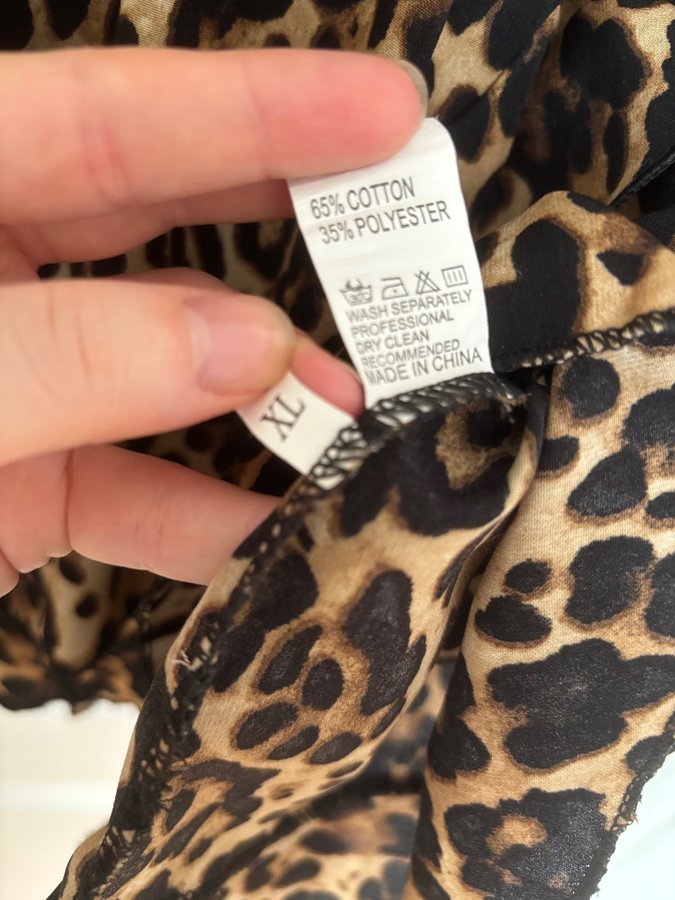 65% COTTON
35% POLYESTER
WASH SEPARATELY
PROFESSIONAL
DRY CLEAN
RECOMMENDED
MADE IN CHINA
XL